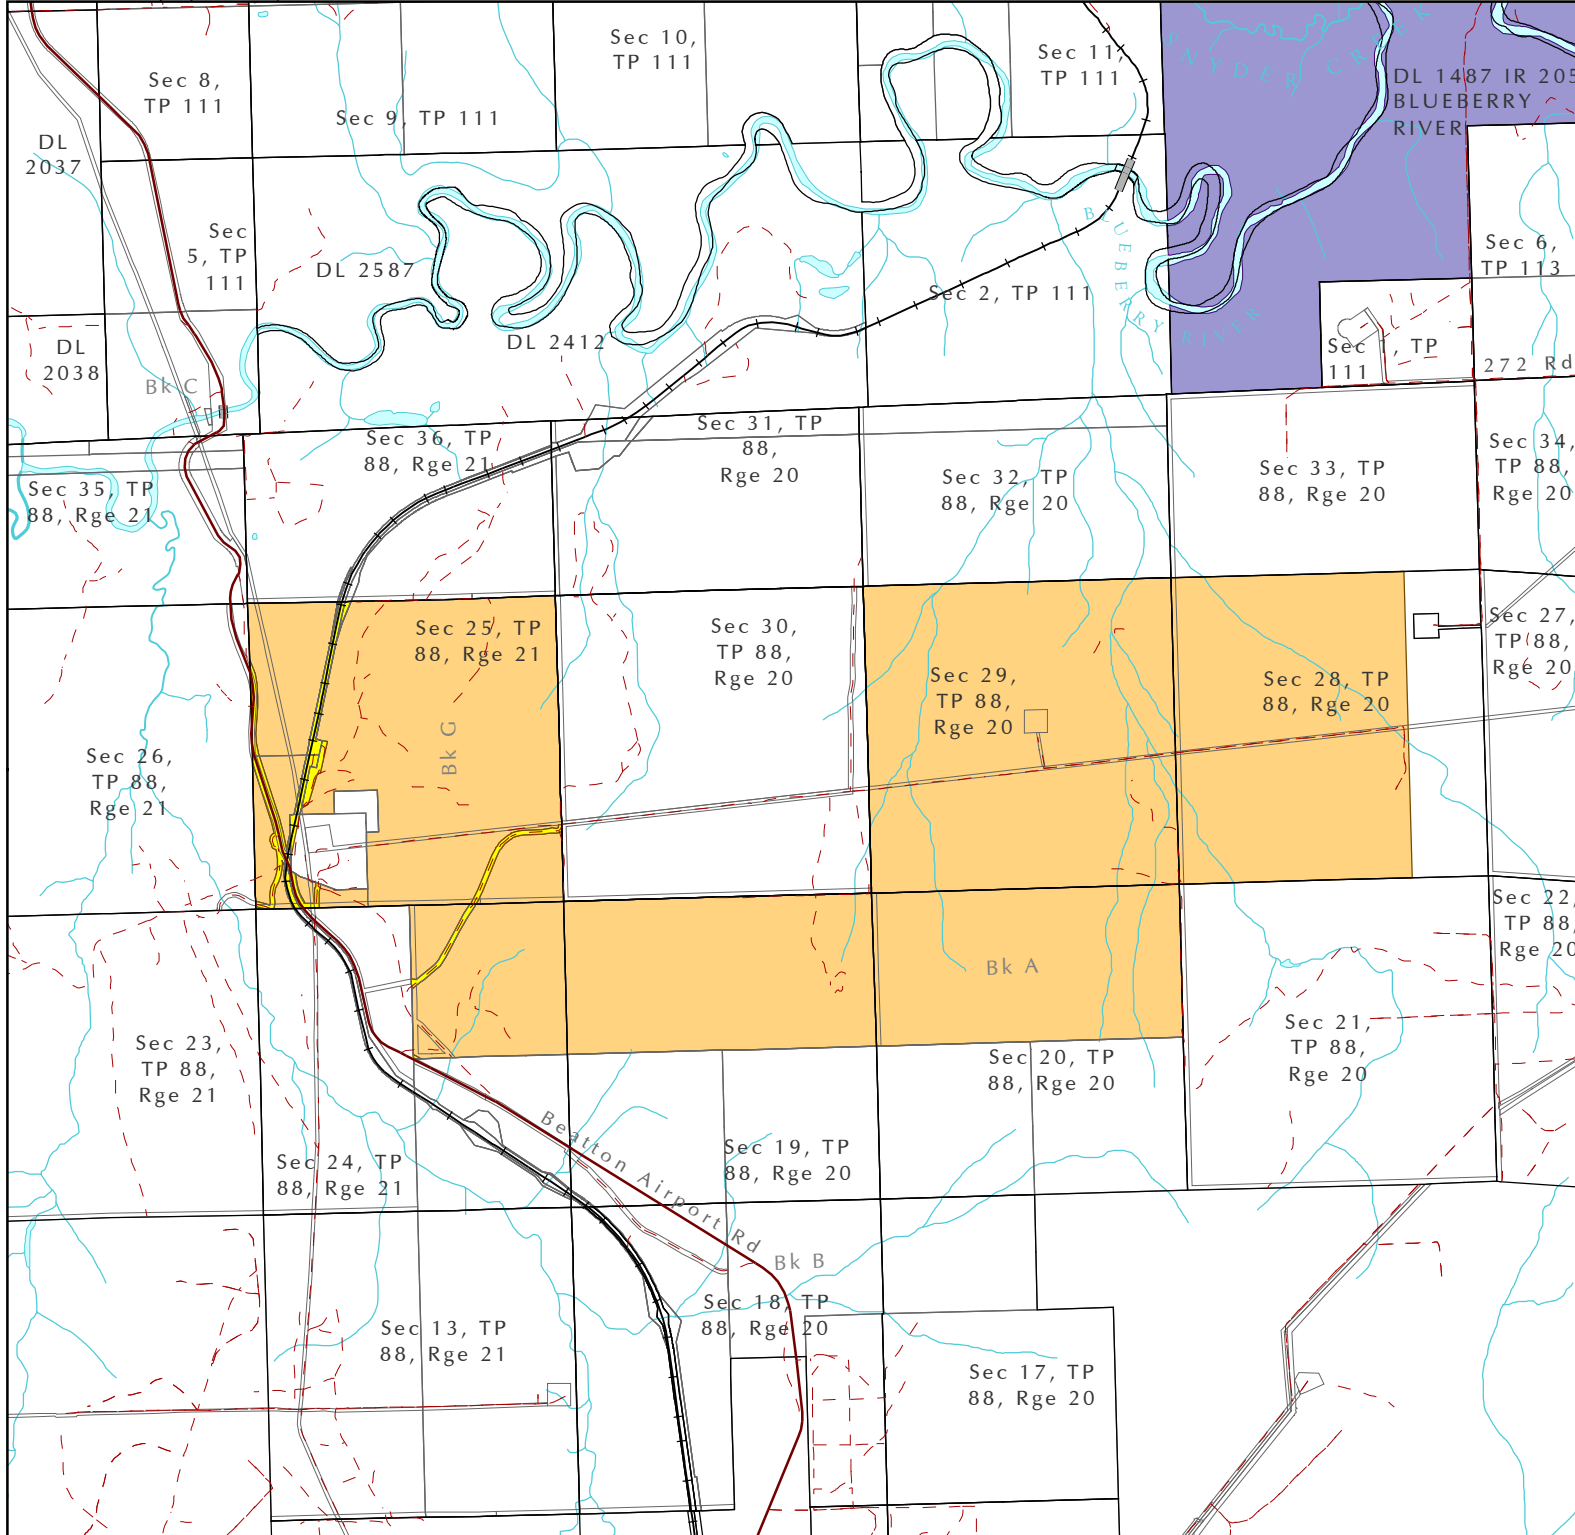 Sec 10,
TP 111
Sec 11,
TP 111
SNYDER CREEK
Sec 8,
TP 111
DL 1487 IR 205
BLUEBERRY
RIVER
Sec 9, TP 111
DL
2037
Sec
5, TP
111
DL 2587
BLUEBERRY RIVER
Sec 6,
TP 113
Sec 2, TP 111
DL 2412
DL
2038
Bk C
Sec 1, TP
111
272 Rd
Sec 36, TP
88, Rge 21
Sec 31, TP
88,
Rge 20
Sec 32, TP
88, Rge 20
Sec 33, TP
88, Rge 20
Sec 34,
TP 88,
Rge 20
Sec 35, TP
88, Rge 21
Sec 25, TP
88, Rge 21
Sec 30,
TP 88,
Rge 20
Sec 29,
TP 88,
Rge 20
Sec 28, TP
88, Rge 20
Sec 27,
TP 88,
Rge 20
Bk G
Sec 26,
TP 88,
Rge 21
Sec 22,
TP 88,
Rge 20
Bk A
Sec 23,
TP 88,
Rge 21
Sec 20, TP
88, Rge 20
Sec 21,
TP 88,
Rge 20
Beatton Airport Rd
Sec 24, TP
88, Rge 21
Sec 19, TP
88, Rge 20
Bk B
Sec 18, TP
88, Rge 20
Sec 13, TP
88, Rge 21
Sec 17, TP
88, Rge 20